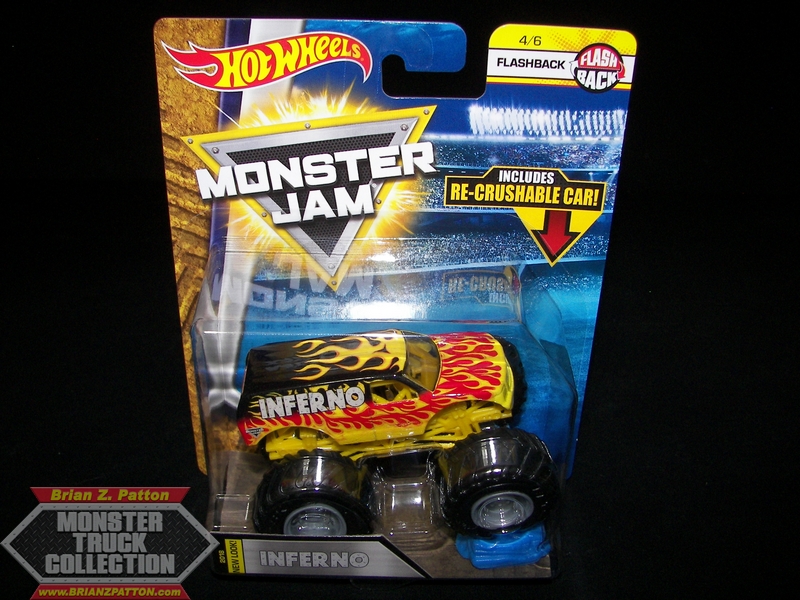 HOT WHEELS
4/6
FLASHBACK
FLASH
BACK
MONSTER
JAM
INCLUDES
RE-CRUSHABLE CAR!
INFERNO
NEW LOOK!
INFERNO
Brian Z. Patton
MONSTER
TRUCK
COLLECTION
www.BRIANZPATTON.com